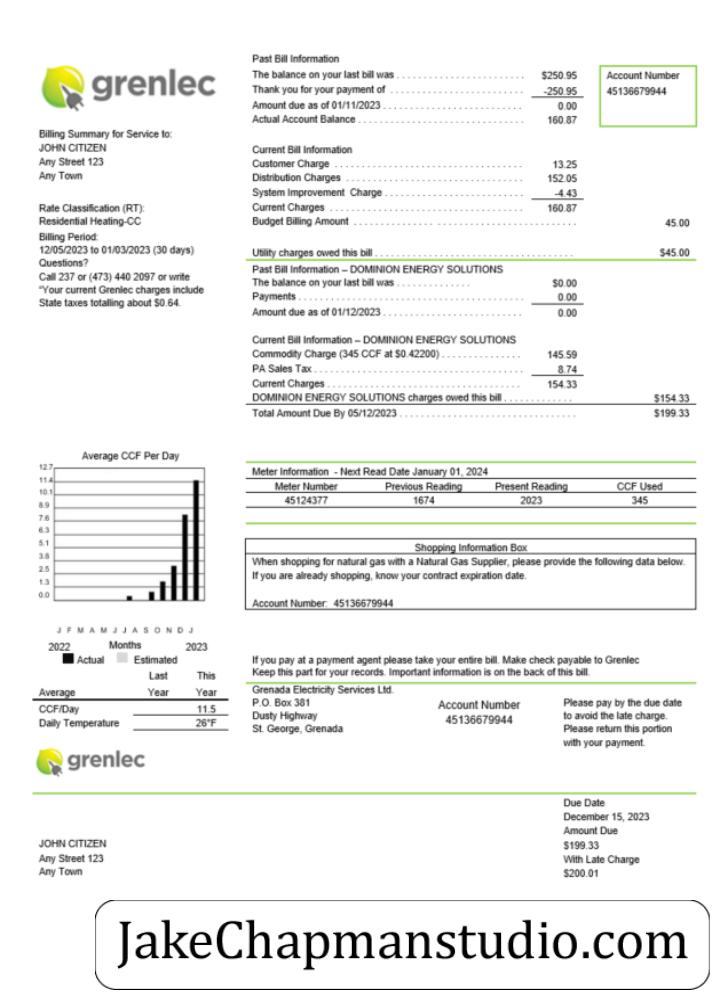 grenlec
Billing Summary for Service to:
JOHN CITIZEN
Any Street 123
Any Town
Rate Classification (RT):
Residential Heating-CC
Billing Period:
12/05/2023 to 01/03/2023 (30 days)
Questions?
Call 237 or (473) 440 2097 or write
"Your current Grenlec charges include
State taxes totalling about $0.64.
Past Bill Information
The balance on your last bill was $250.95
Thank you for your payment of -250.95
Amount due as of 01/11/2023 0.00
Actual Account Balance 160.87
Account Number
45136679944
Current Bill Information
Customer Charge 13.25
Distribution Charges 152.05
System Improvement Charge -4.43
Current Charges 160.87
Budget Billing Amount 45.00
Utility charges owed this bill $45.00
Past Bill Information – DOMINION ENERGY SOLUTIONS
The balance on your last bill was $0.00
Payments 0.00
Amount due as of 01/12/2023 0.00
Current Bill Information – DOMINION ENERGY SOLUTIONS
Commodity Charge (345 CCF at $0.42200) 145.59
PA Sales Tax 8.74
Current Charges 154.33
DOMINION ENERGY SOLUTIONS charges owed this bill $154.33
Total Amount Due By 05/12/2023 $199.33
Average CCF Per Day
12.7
11.4
10.1
8.9
7.6
6.3
5.1
3.8
2.5
1.3
0.0
J F M A M J J A S O N D J
2022 Months 2023
Actual Estimated
Last This
Average Year Year
CCF/Day 11.5
Daily Temperature 26°F
Meter Information - Next Read Date January 01, 2024
Meter Number Previous Reading Present Reading CCF Used
45124377 1674 2023 345
Shopping Information Box
When shopping for natural gas with a Natural Gas Supplier, please provide the following data below.
If you are already shopping, know your contract expiration date.
Account Number: 45136679944
If you pay at a payment agent please take your entire bill. Make check payable to Grenlec
Keep this part for your records. Important information is on the back of this bill.
Grenada Electricity Services Ltd.
P.O. Box 381
Dusty Highway
St. George, Grenada
Account Number
45136679944
Please pay by the due date
to avoid the late charge.
Please return this portion
with your payment.
grenlec
JOHN CITIZEN
Any Street 123
Any Town
Due Date
December 15, 2023
Amount Due
$199.33
With Late Charge
$200.01
JakeChapmanstudio.com